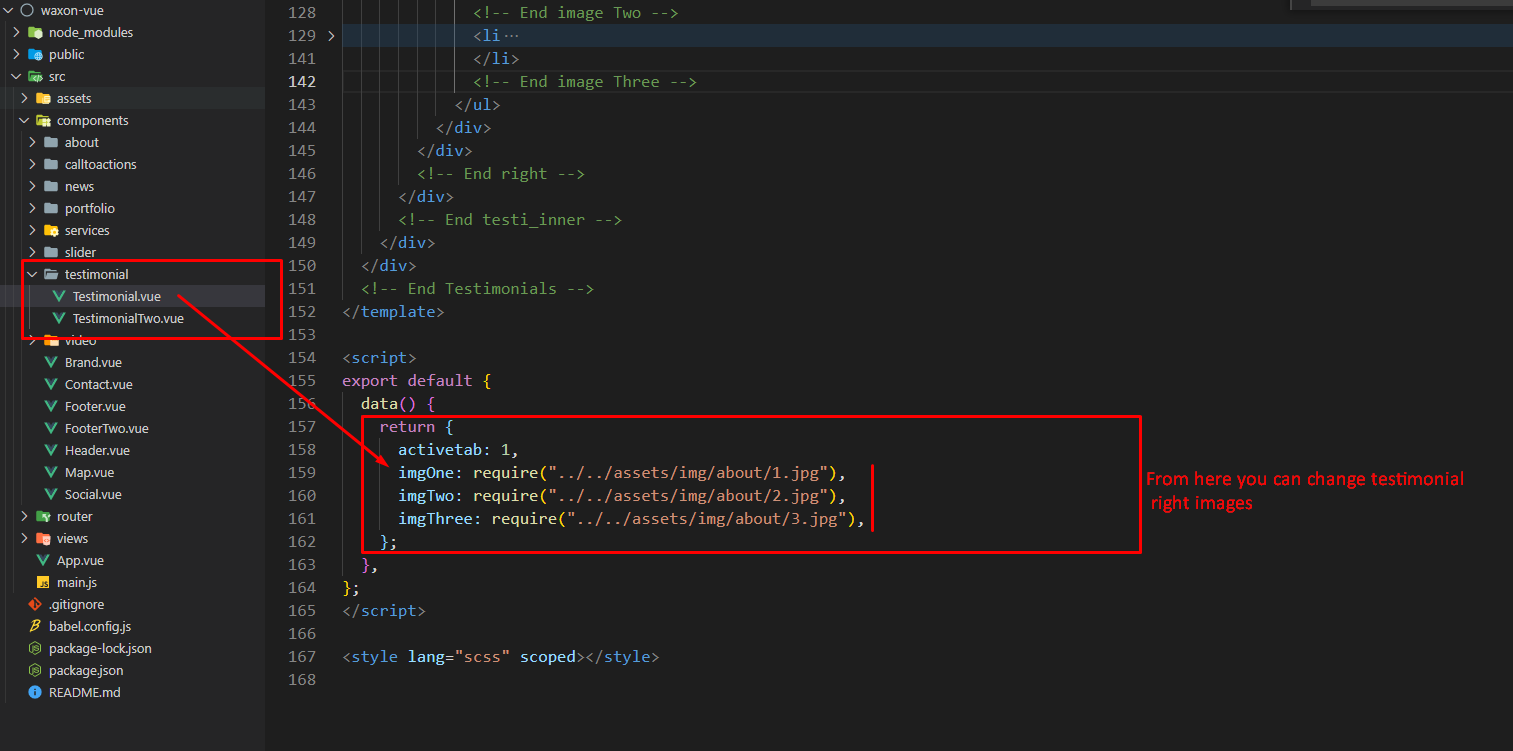 waxon-vue
node_modules
public
src
assets
components
about
calltoactions
news
portfolio
services
slider
testimonial
Testimonial.vue
TestimonialTwo.vue
video
Brand.vue
Contact.vue
Footer.vue
FooterTwo.vue
Header.vue
Map.vue
Social.vue
router
views
App.vue
JS main.js
.gitignore
babel.config.js
package-lock.json
package.json
README.md
128 <!-- End image Two -->
129 <li…
141 </li>
142 <!-- End image Three -->
143 </ul>
144 </div>
145 </div>
146 <!-- End right -->
147 </div>
148 <!-- End testi_inner -->
149 </div>
150 </div>
151 <!-- End Testimonials -->
152 </template>
153
154 <script>
155 export default {
156 data() {
157 return {
158 activetab: 1,
159 imgOne: require("../../assets/img/about/1.jpg"),
160 imgTwo: require("../../assets/img/about/2.jpg"),
161 imgThree: require("../../assets/img/about/3.jpg"),
162 };
163 },
164 };
165 </script>
166
167 <style lang="scss" scoped></style>
168
From here you can change testimonial
right images